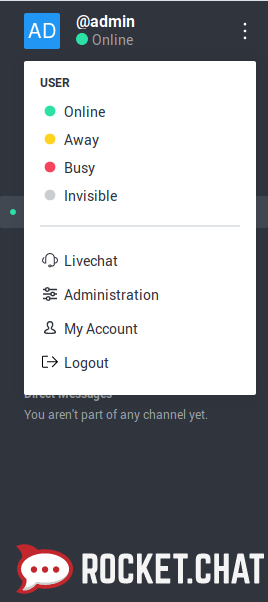 AD
@admin
Online
USER
Online
Away
Busy
Invisible
Livechat
Administration
My Account
Logout
Direct Messages
You aren't part of any channel yet.
ROCKET.CHAT